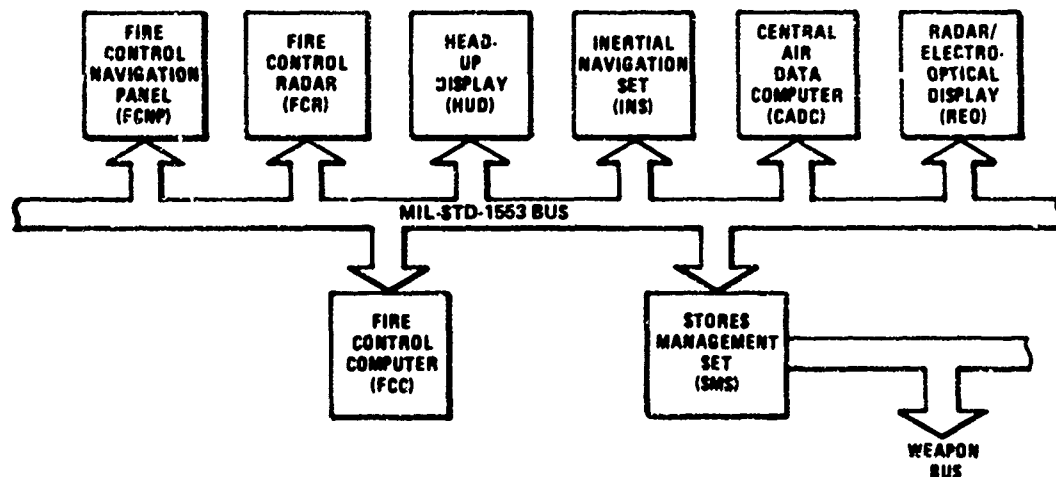 FIRE
CONTROL
NAVIGATION
PANEL
(FCNP)
FIRE
CONTROL
RADAR
(FCR)
HEAD-
UP
DISPLAY
(HUD)
INERTIAL
NAVIGATION
SET
(INS)
CENTRAL
AIR
DATA
COMPUTER
(CADC)
RADAR/
ELECTRO-
OPTICAL
DISPLAY
(REO)
MIL-STD-1553 BUS
FIRE
CONTROL
COMPUTER
(FCC)
STORES
MANAGEMENT
SET
(SMS)
WEAPON
BUS